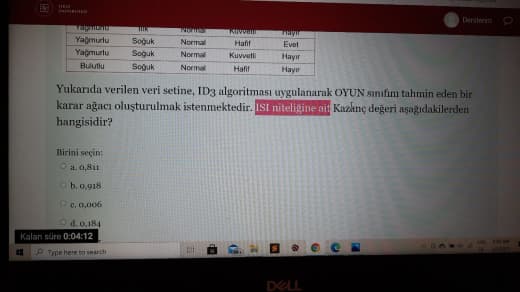 Derslerim
Yağmurlu Ilık Normal Kuvvetli Hayır
Yağmurlu Soğuk Normal Hafif Evet
Yağmurlu Soğuk Normal Kuvvetli Hayır
Bulutlu Soğuk Normal Hafif Hayır
Yukarıda verilen veri setine, ID3 algoritması uygulanarak OYUN sınıfını tahmin eden bir
karar ağacı oluşturulmak istenmektedir. ISI niteliğine ait Kazanç değeri aşağıdakilerden
hangisidir?
Birini seçin:
a. 0,811
b. 0,918
c. 0,006
d. 0,184
Kalan süre 0:04:12
Type here to search
DELL